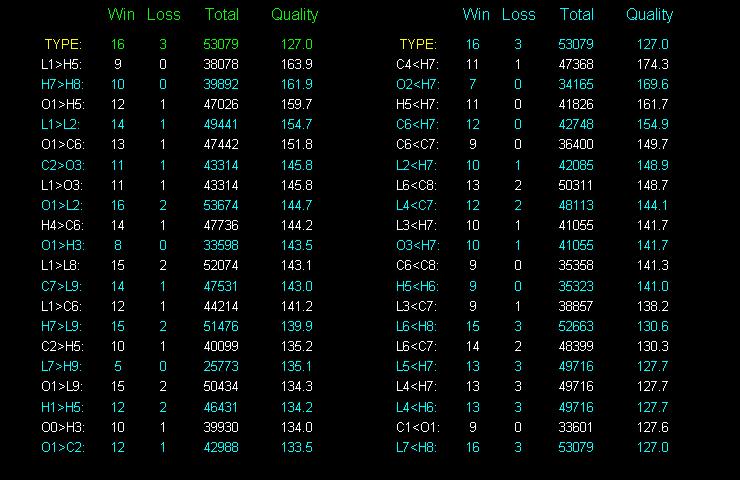 Win Loss Total Quality Win Loss Total Quality
TYPE: 16 3 53079 127.0 TYPE: 16 3 53079 127.0
L1>H5: 9 0 38078 163.9 C4<H7: 11 1 47368 174.3
H7>H8: 10 0 39892 161.9 O2<H7: 7 0 34165 169.6
O1>H5: 12 1 47026 159.7 H5<H7: 11 0 41826 161.7
L1>L2: 14 1 49441 154.7 C6<H7: 12 0 42748 154.9
O1>C6: 13 1 47442 151.8 C6<C7: 9 0 36400 149.7
C2>O3: 11 1 43314 145.8 L2<H7: 10 1 42085 148.9
L1>O3: 11 1 43314 145.8 L6<C8: 13 2 50311 148.7
O1>L2: 16 2 53674 144.7 L4<C7: 12 2 48113 144.1
H4>C6: 14 1 47736 144.2 L3<H7: 10 1 41055 141.7
O1>H3: 8 0 33598 143.5 O3<H7: 10 1 41055 141.7
L1>L8: 15 2 52074 143.1 C6<C8: 9 0 35358 141.3
C7>L9: 14 1 47531 143.0 H5<H6: 9 0 35323 141.0
L1>C6: 12 1 44214 141.2 L3<C7: 9 1 38857 138.2
H7>L9: 15 2 51476 139.9 L6<H8: 15 3 52663 130.6
C2>H5: 10 1 40099 135.2 L6<C7: 14 2 48399 130.3
L7>H9: 5 0 25773 135.1 L5<H7: 13 3 49716 127.7
O1>L9: 15 2 50434 134.3 L4<H7: 13 3 49716 127.7
H1>H5: 12 2 46431 134.2 L4<H6: 13 3 49716 127.7
O0>H3: 10 1 39930 134.0 C1<O1: 9 0 33601 127.6
O1>C2: 12 1 42988 133.5 L7<H8: 16 3 53079 127.0